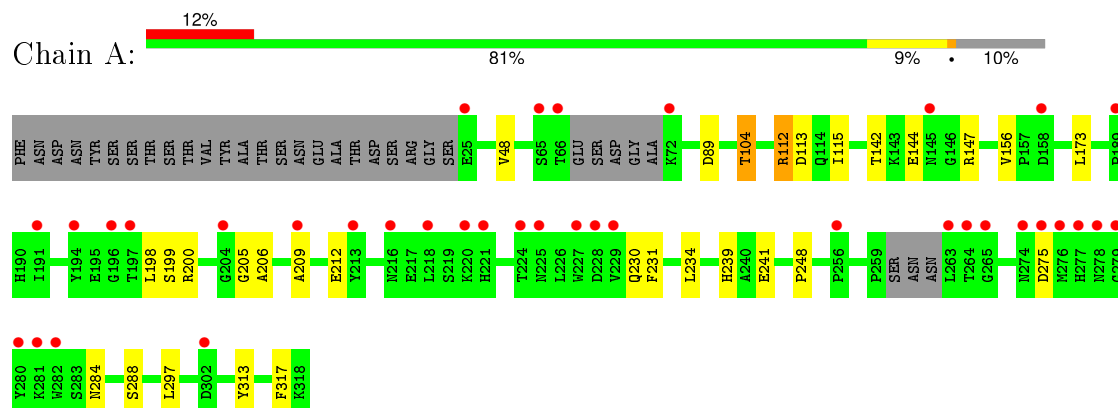 12%
Chain A:
81% 9% • 10%
PHE ASN ASP ASN TYR SER SER THR SER THR VAL TYR ALA THR SER ASN GLU ALA THR ASP SER ARG GLY SER E25 V48 S65 T66 GLU SER ASP GLY ALA K72 D89 T104 R112 D113 Q114 I115 T142 K143 E144 N145 G146 R147 V156 P157 D158 L173
H190 I191 Y194 E195 G196 T197 L198 S199 R200 G204 G205 A206 A209 E212 Y213 N216 E217 L218 S219 K220 H221 T224 N225 L226 W227 D228 V229 Q230 F231 L234 H239 A240 E241 P248 P256 P259 SER ASN ASN L263 T264 G265 N274 D275 M276 H277 N278
Y280 K281 W282 S283 N284 S288 L297 D302 Y313 F317 K318